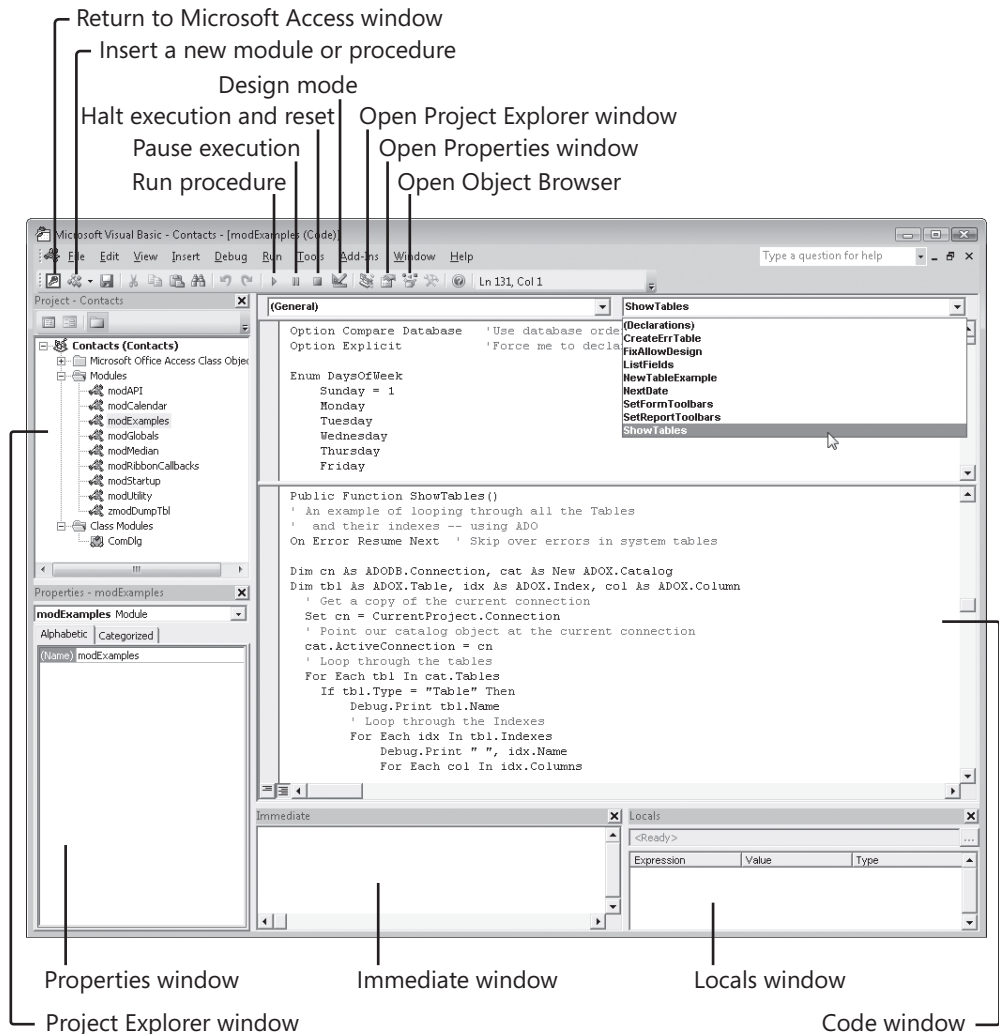 Return to Microsoft Access window
Insert a new module or procedure
Design mode
Halt execution and reset
Open Project Explorer window
Pause execution
Open Properties window
Run procedure
Open Object Browser
Microsoft Visual Basic - Contacts - [modExamples (Code)]
File Edit View Insert Debug Run Tools Add-Ins Window Help
Type a question for help
Ln 131, Col 1
Project - Contacts
Contacts (Contacts)
Microsoft Office Access Class Objec
Modules
modAPI
modCalendar
modExamples
modGlobals
modMedian
modRibbonCallbacks
modStartup
modUtility
zmodDumpTbl
Class Modules
ComDlg
Properties - modExamples
modExamples Module
Alphabetic Categorized
(Name) modExamples
(General)
ShowTables
(Declarations)
CreateErrTable
FixAllowDesign
ListFields
NewTableExample
NextDate
SetFormToolbars
SetReportToolbars
ShowTables
Option Compare Database 'Use database orde
Option Explicit 'Force me to decla
Enum DaysOfWeek
Sunday = 1
Monday
Tuesday
Wednesday
Thursday
Friday
Public Function ShowTables()
' An example of looping through all the Tables
' and their indexes -- using ADO
On Error Resume Next ' Skip over errors in system tables
Dim cn As ADODB.Connection, cat As New ADOX.Catalog
Dim tbl As ADOX.Table, idx As ADOX.Index, col As ADOX.Column
' Get a copy of the current connection
Set cn = CurrentProject.Connection
' Point our catalog object at the current connection
cat.ActiveConnection = cn
' Loop through the tables
For Each tbl In cat.Tables
If tbl.Type = "Table" Then
Debug.Print tbl.Name
' Loop through the Indexes
For Each idx In tbl.Indexes
Debug.Print " ", idx.Name
For Each col In idx.Columns
Immediate
Locals
<Ready>
...
Expression Value Type
Properties window
Immediate window
Locals window
Project Explorer window
Code window